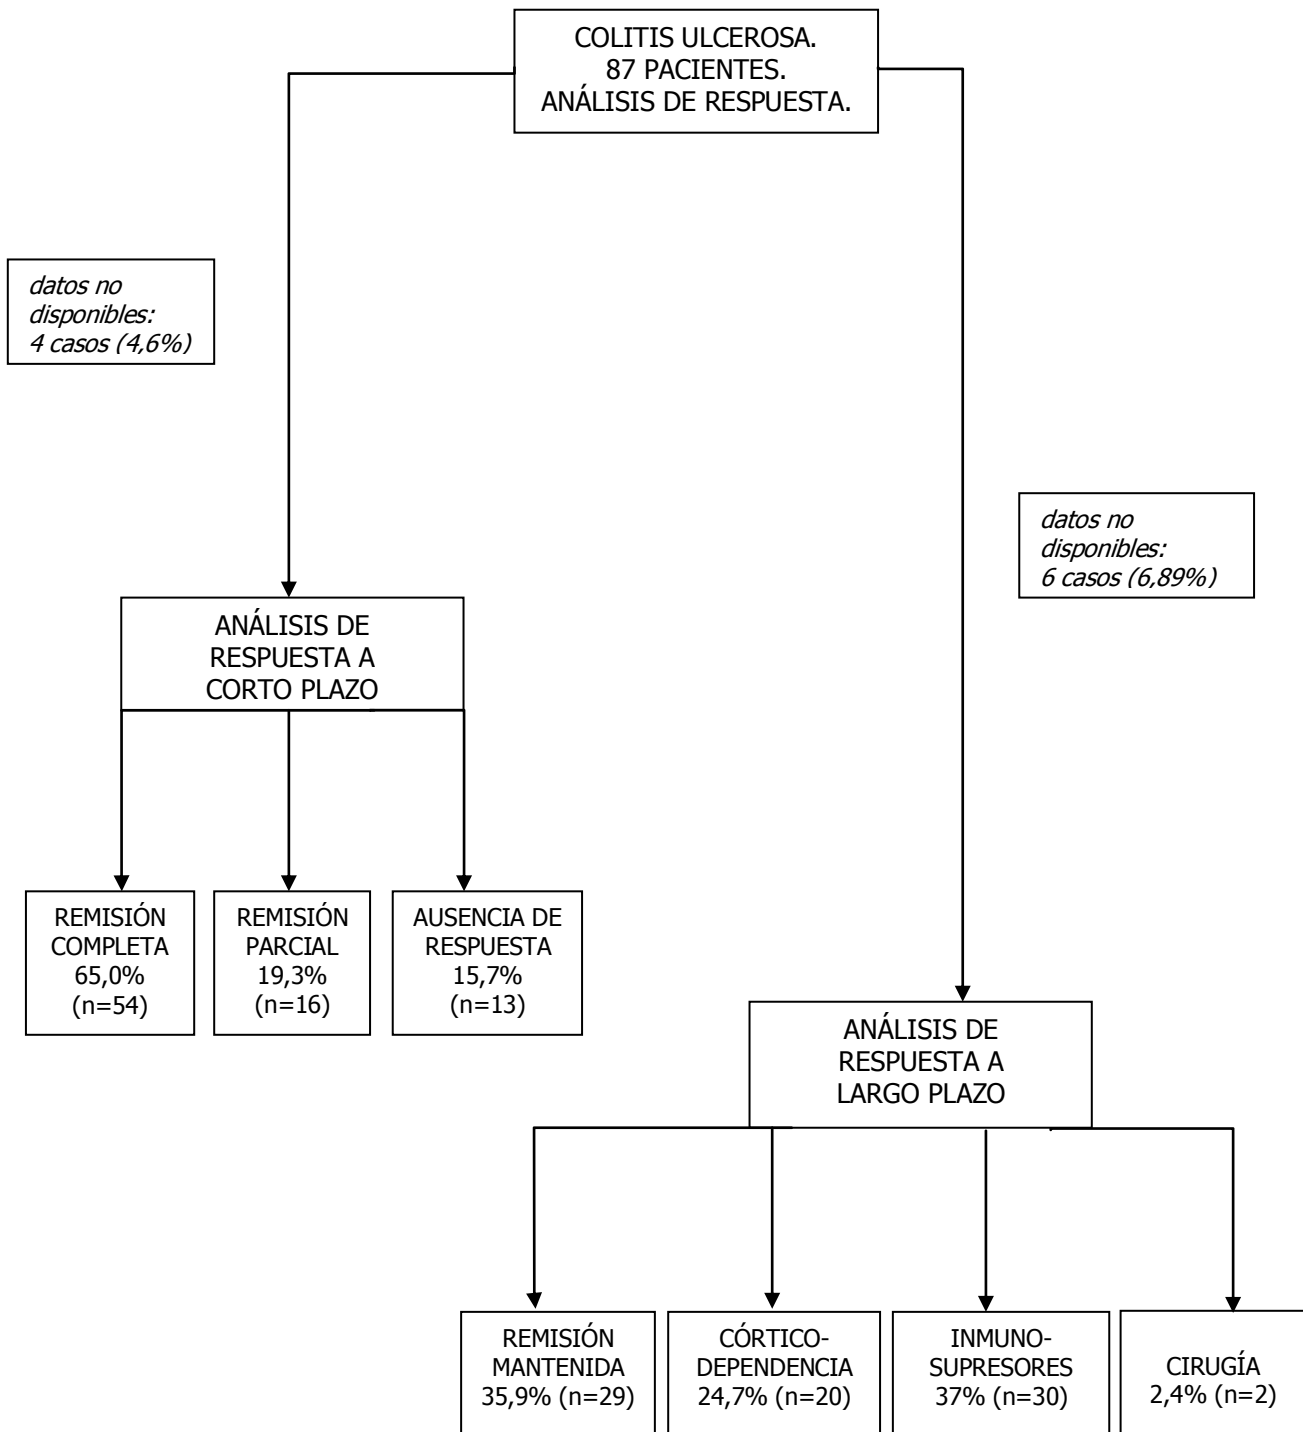 COLITIS ULCEROSA.
87 PACIENTES.
ANÁLISIS DE RESPUESTA.
datos no
disponibles:
4 casos (4,6%)
datos no
disponibles:
6 casos (6,89%)
ANÁLISIS DE
RESPUESTA A
CORTO PLAZO
REMISIÓN
COMPLETA
65,0%
(n=54)
REMISIÓN
PARCIAL
19,3%
(n=16)
AUSENCIA DE
RESPUESTA
15,7%
(n=13)
ANÁLISIS DE
RESPUESTA A
LARGO PLAZO
REMISIÓN
MANTENIDA
35,9% (n=29)
CÓRTICO-
DEPENDENCIA
24,7% (n=20)
INMUNO-
SUPRESORES
37% (n=30)
CIRUGÍA
2,4% (n=2)